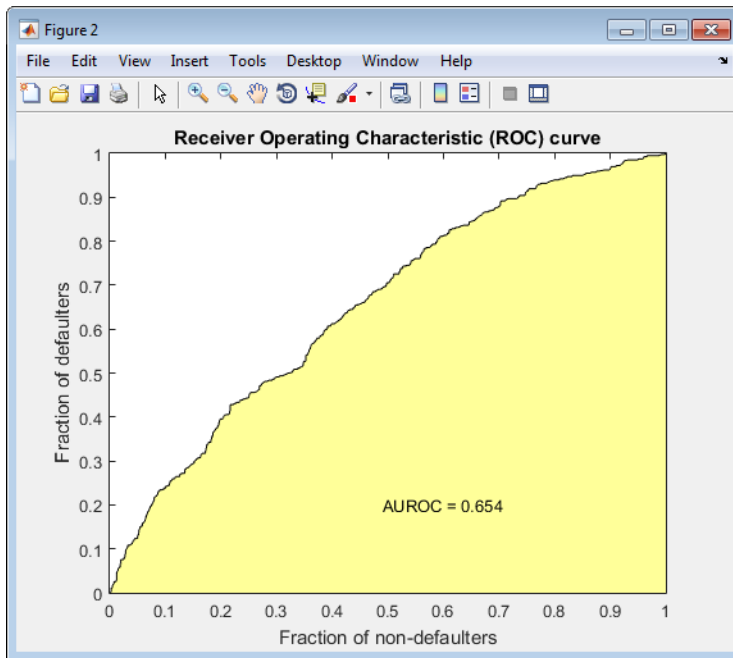 Figure 2
File Edit View Insert Tools Desktop Window Help
Receiver Operating Characteristic (ROC) curve
1
0.9
0.8
0.7
0.6
0.5
0.4
0.3
0.2
0.1
0
Fraction of defaulters
AUROC = 0.654
0 0.1 0.2 0.3 0.4 0.5 0.6 0.7 0.8 0.9 1
Fraction of non-defaulters